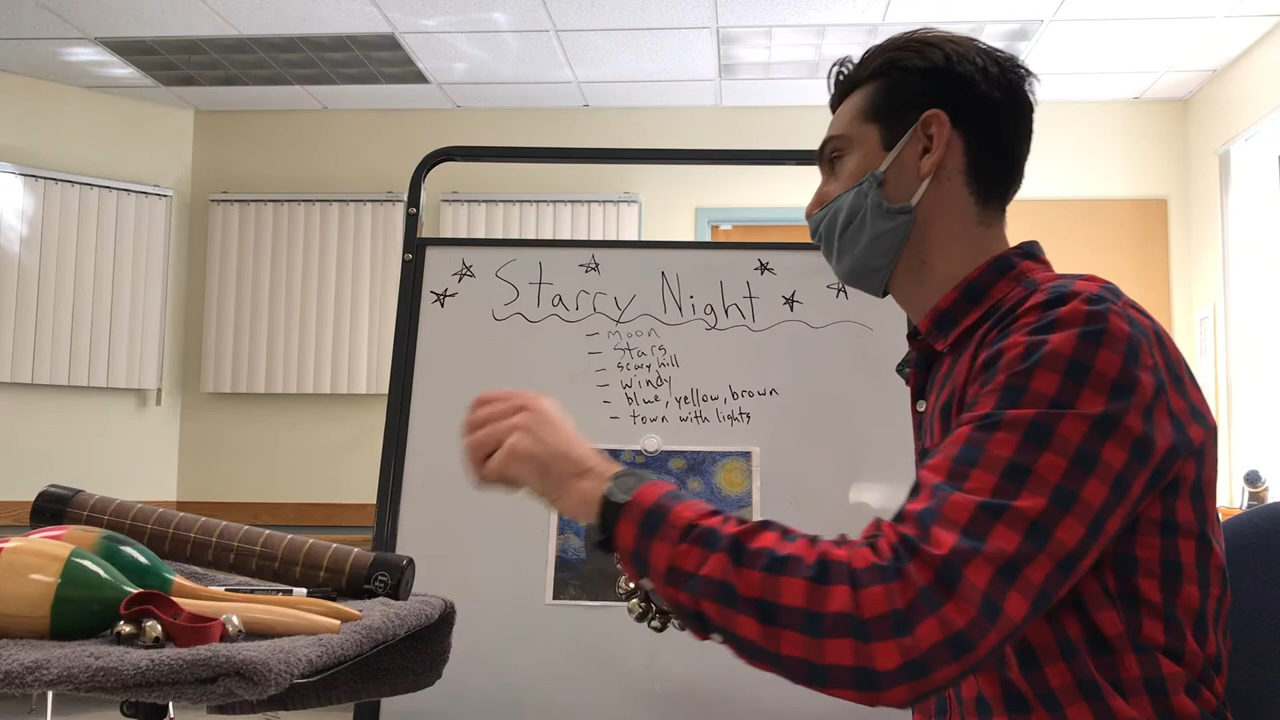 Starry Night
- Moon
- Stars
- scary hill
- windy
- blue, yellow, brown
- town with lights